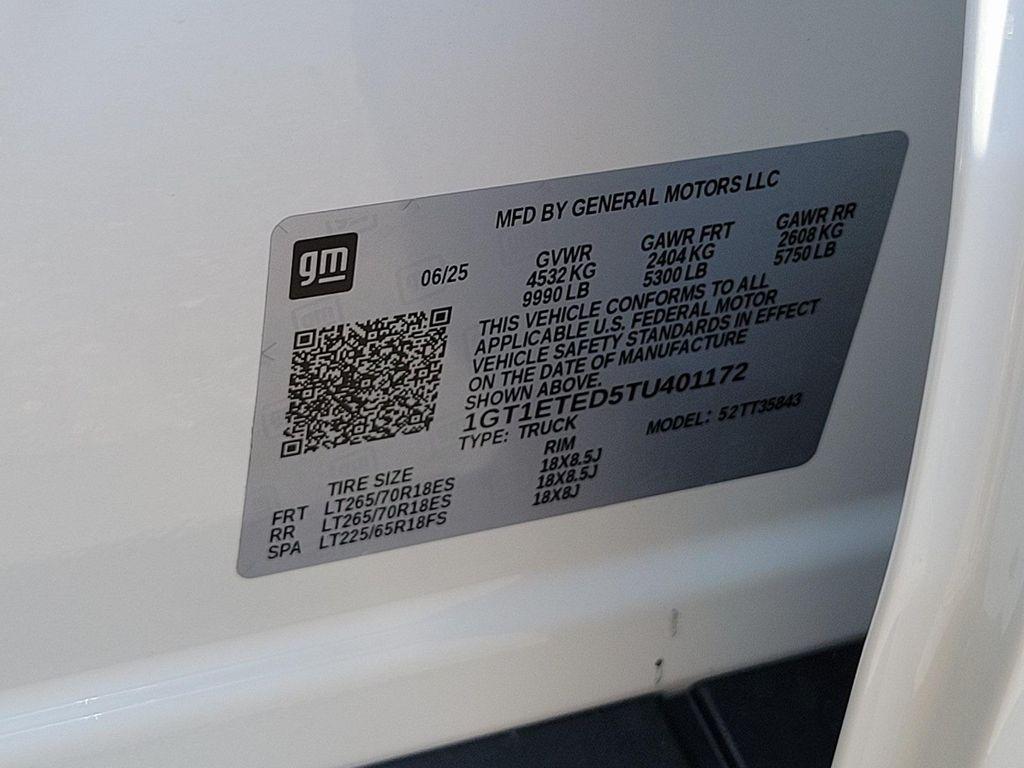 MFD BY GENERAL MOTORS LLC
gm
06/25
GVWR GAWR FRT GAWR RR
4532 KG 2404 KG 2608 KG
9990 LB 5300 LB 5750 LB
THIS VEHICLE CONFORMS TO ALL
APPLICABLE U.S. FEDERAL MOTOR
VEHICLE SAFETY STANDARDS IN EFFECT
ON THE DATE OF MANUFACTURE
SHOWN ABOVE.
1GT1ETED5TU401172
TYPE: TRUCK MODEL: 52TT35843
TIRE SIZE RIM
FRT LT265/70R18ES 18X8.5J
RR LT265/70R18ES 18X8.5J
SPA LT225/65R18FS 18X8J